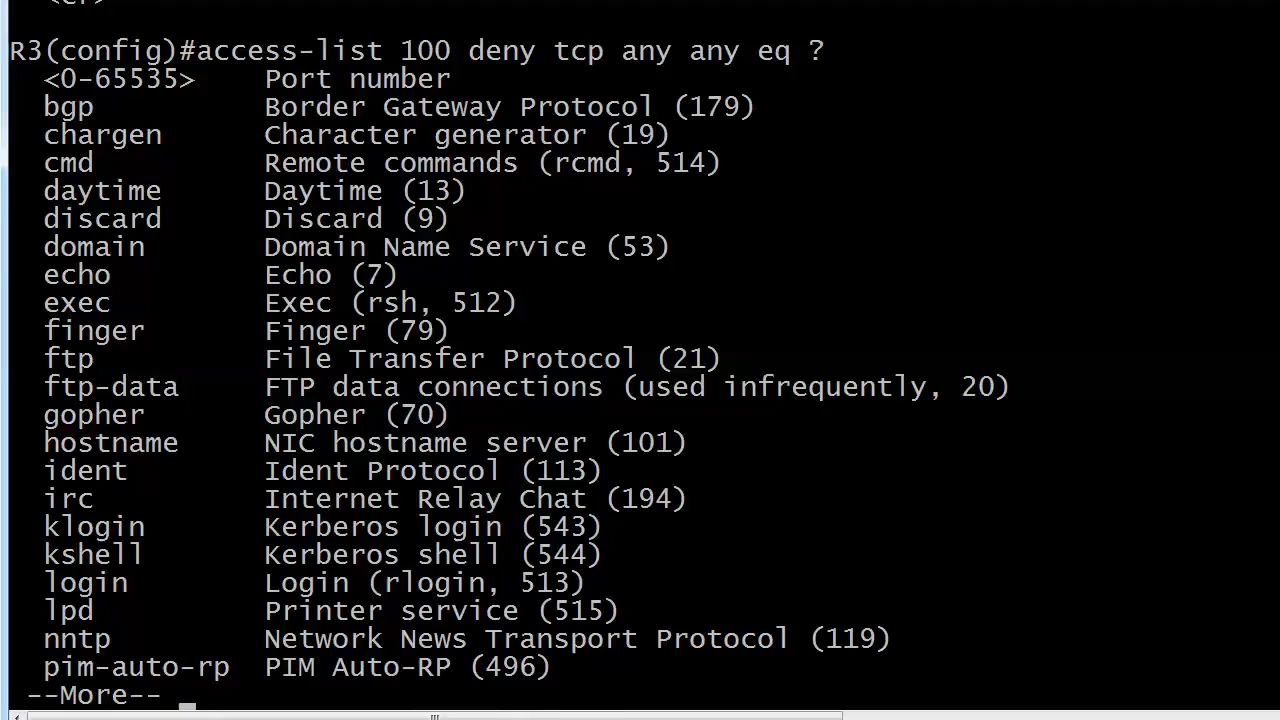 R3(config)#access-list 100 deny tcp any any eq ?
<0-65535> Port number
bgp Border Gateway Protocol (179)
chargen Character generator (19)
cmd Remote commands (rcmd, 514)
daytime Daytime (13)
discard Discard (9)
domain Domain Name Service (53)
echo Echo (7)
exec Exec (rsh, 512)
finger Finger (79)
ftp File Transfer Protocol (21)
ftp-data FTP data connections (used infrequently, 20)
gopher Gopher (70)
hostname NIC hostname server (101)
ident Ident Protocol (113)
irc Internet Relay Chat (194)
klogin Kerberos login (543)
kshell Kerberos shell (544)
login Login (rlogin, 513)
lpd Printer service (515)
nntp Network News Transport Protocol (119)
pim-auto-rp PIM Auto-RP (496)
--More--